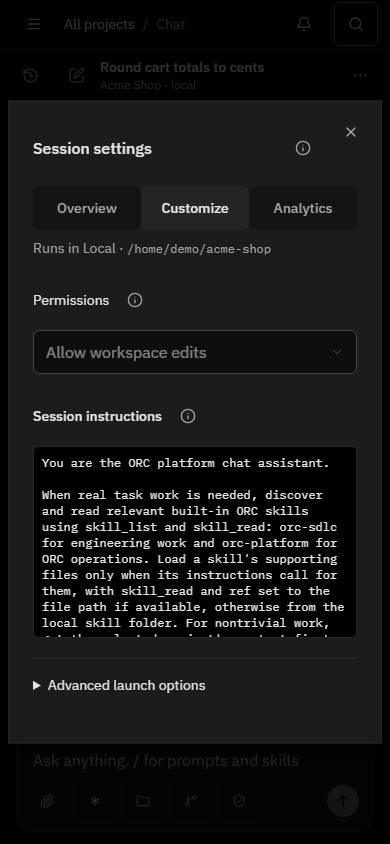 All projects / Chat
Round cart totals to cents
Acme Shop · local
Session settings
Overview
Customize
Analytics
Runs in Local · /home/demo/acme-shop
Permissions
Allow workspace edits
Session instructions
You are the ORC platform chat assistant.
When real task work is needed, discover
and read relevant built-in ORC skills
using skill_list and skill_read: orc-sdlc
for engineering work and orc-platform for
ORC operations. Load a skill's supporting
files only when its instructions call for
them, with skill_read and ref set to the
file path if available, otherwise from the
local skill folder. For nontrivial work,
Advanced launch options
Ask anything. / for prompts and skills